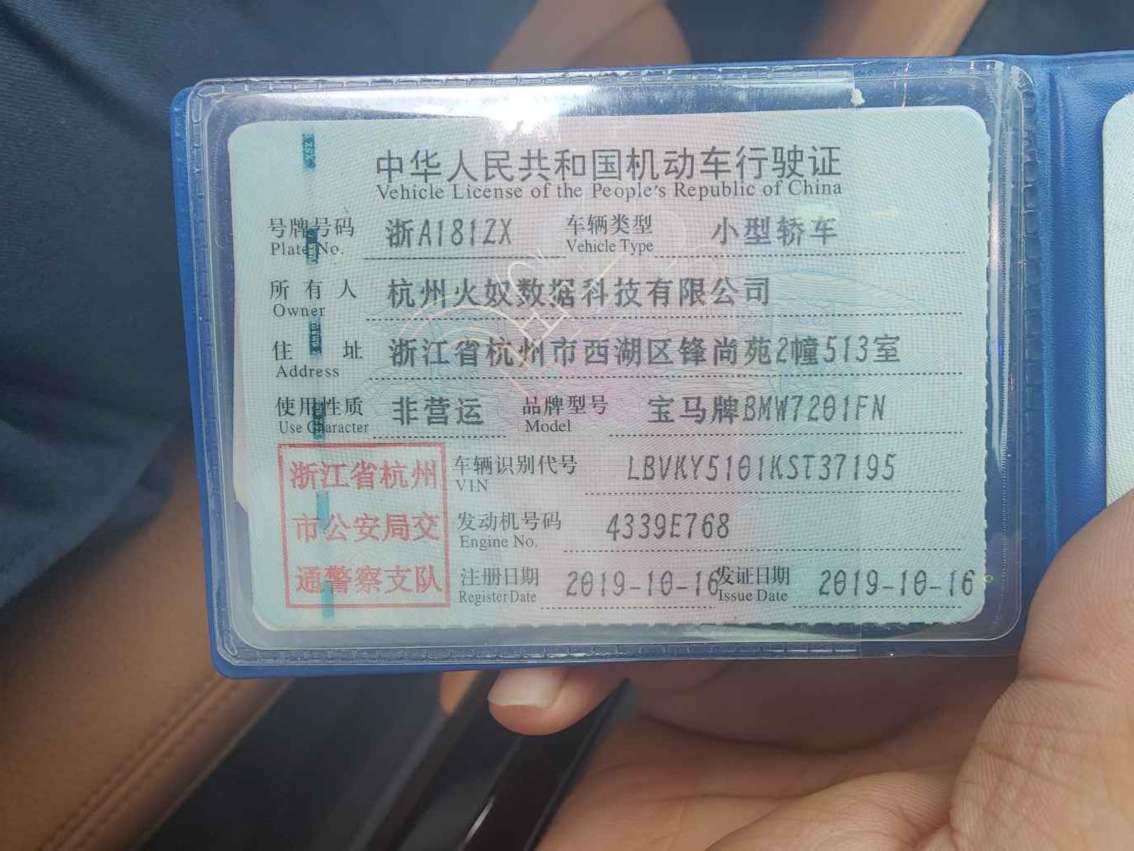 中华人民共和国机动车行驶证
Vehicle License of the People's Republic of China
号牌号码 浙A181ZX 车辆类型 小型轿车
Plate No. Vehicle Type
所有人 杭州火奴数据科技有限公司
Owner
住址 浙江省杭州市西湖区锋尚苑2幢513室
Address
使用性质 非营运 品牌型号 宝马牌BMW7201FN
Use Character Model
浙江省杭州
市公安局交
通警察支队
车辆识别代号 LBVKY5101KST37195
VIN
发动机号码 4339E768
Engine No.
注册日期 2019-10-16 发证日期 2019-10-16
Register Date Issue Date